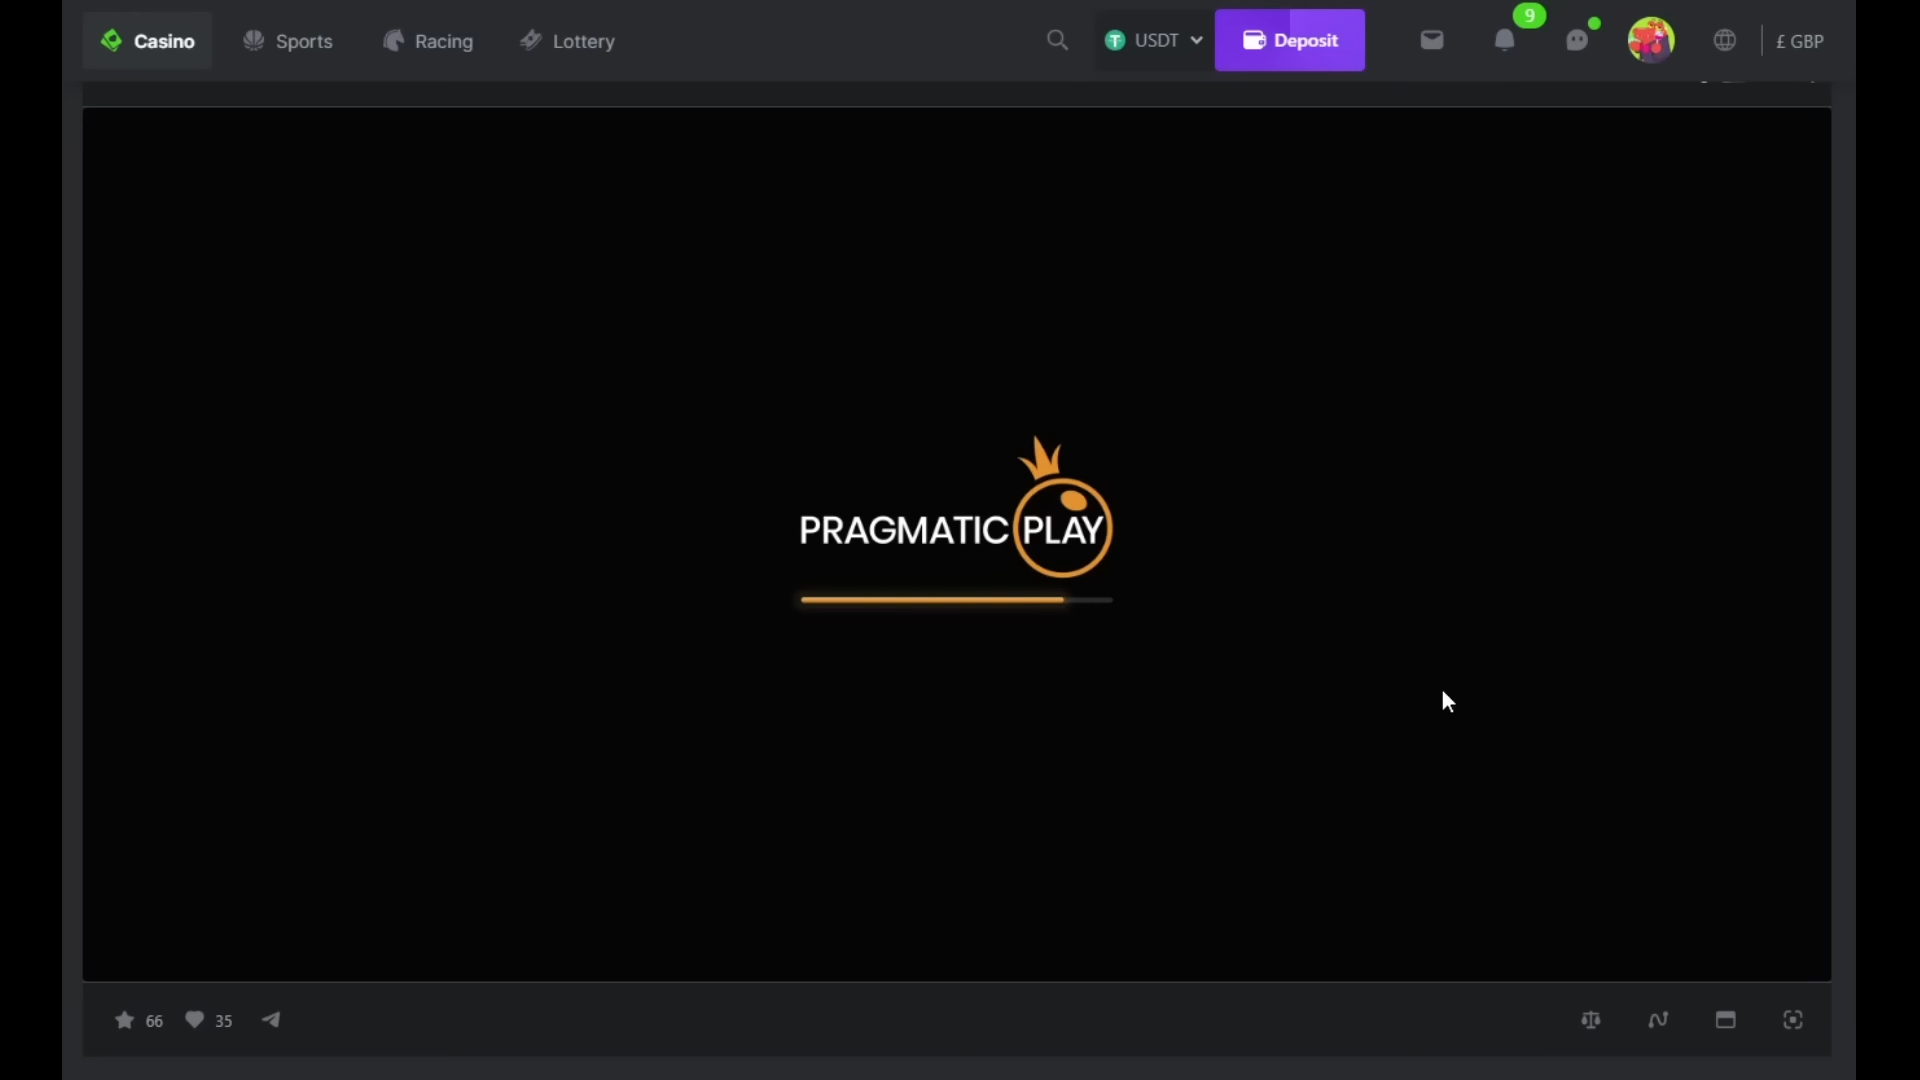 Casino Sports Racing Lottery USDT Deposit 9 £ GBP
PRAGMATIC PLAY
66 35